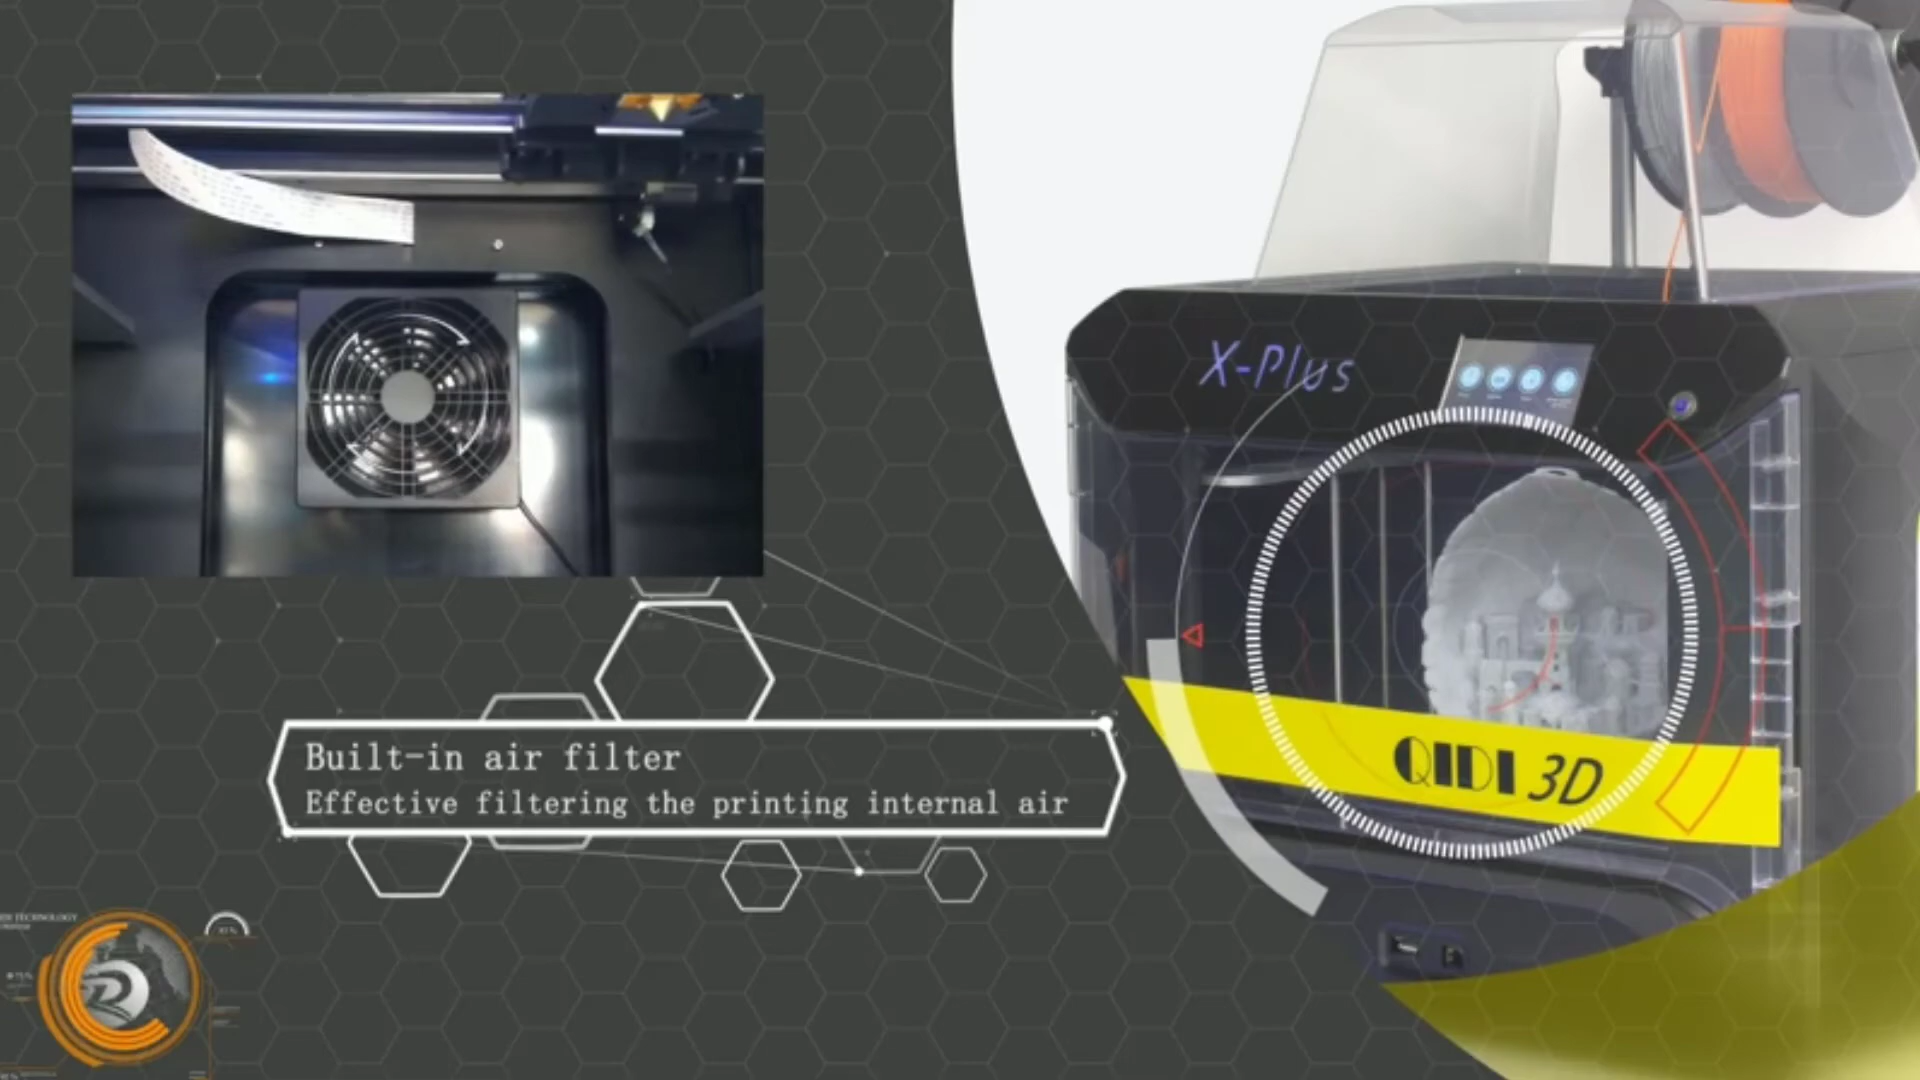 X-Plus
QIDI 3D
Built-in air filter
Effective filtering the printing internal air